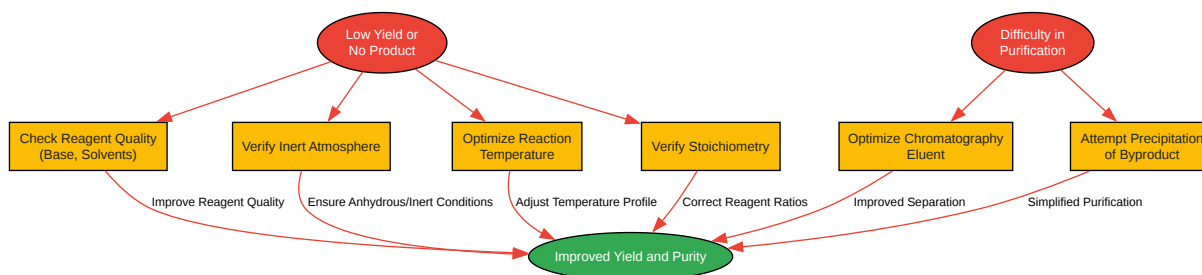 Low Yield or
No Product
Difficulty in
Purification
Check Reagent Quality
(Base, Solvents)
Verify Inert Atmosphere
Optimize Reaction
Temperature
Verify Stoichiometry
Optimize Chromatography
Eluent
Attempt Precipitation
of Byproduct
Improve Reagent Quality
Ensure Anhydrous/Inert Conditions
Adjust Temperature Profile
Correct Reagent Ratios
Improved Separation
Simplified Purification
Improved Yield and Purity